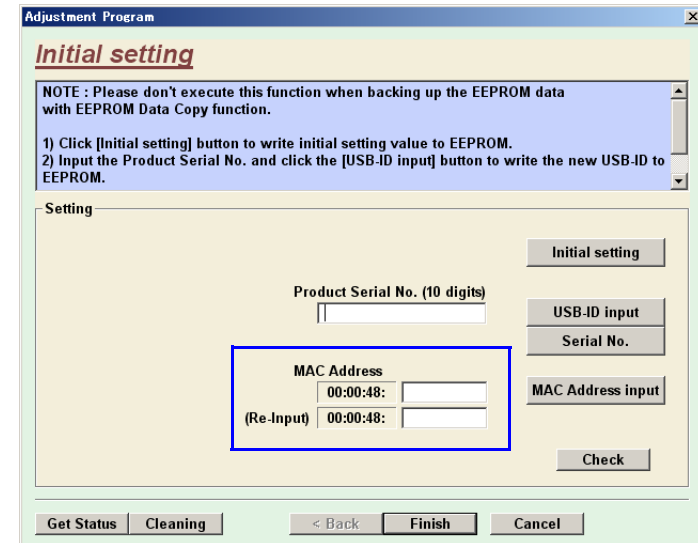 Adjustment Program
Initial setting
NOTE : Please don't execute this function when backing up the EEPROM data
with EEPROM Data Copy function.
1) Click [Initial setting] button to write initial setting value to EEPROM.
2) Input the Product Serial No. and click the [USB-ID input] button to write the new USB-ID to
EEPROM.
Setting
Initial setting
Product Serial No. (10 digits)
USB-ID input
Serial No.
MAC Address
00:00:48:
MAC Address input
(Re-Input) 00:00:48:
Check
Get Status Cleaning < Back Finish Cancel